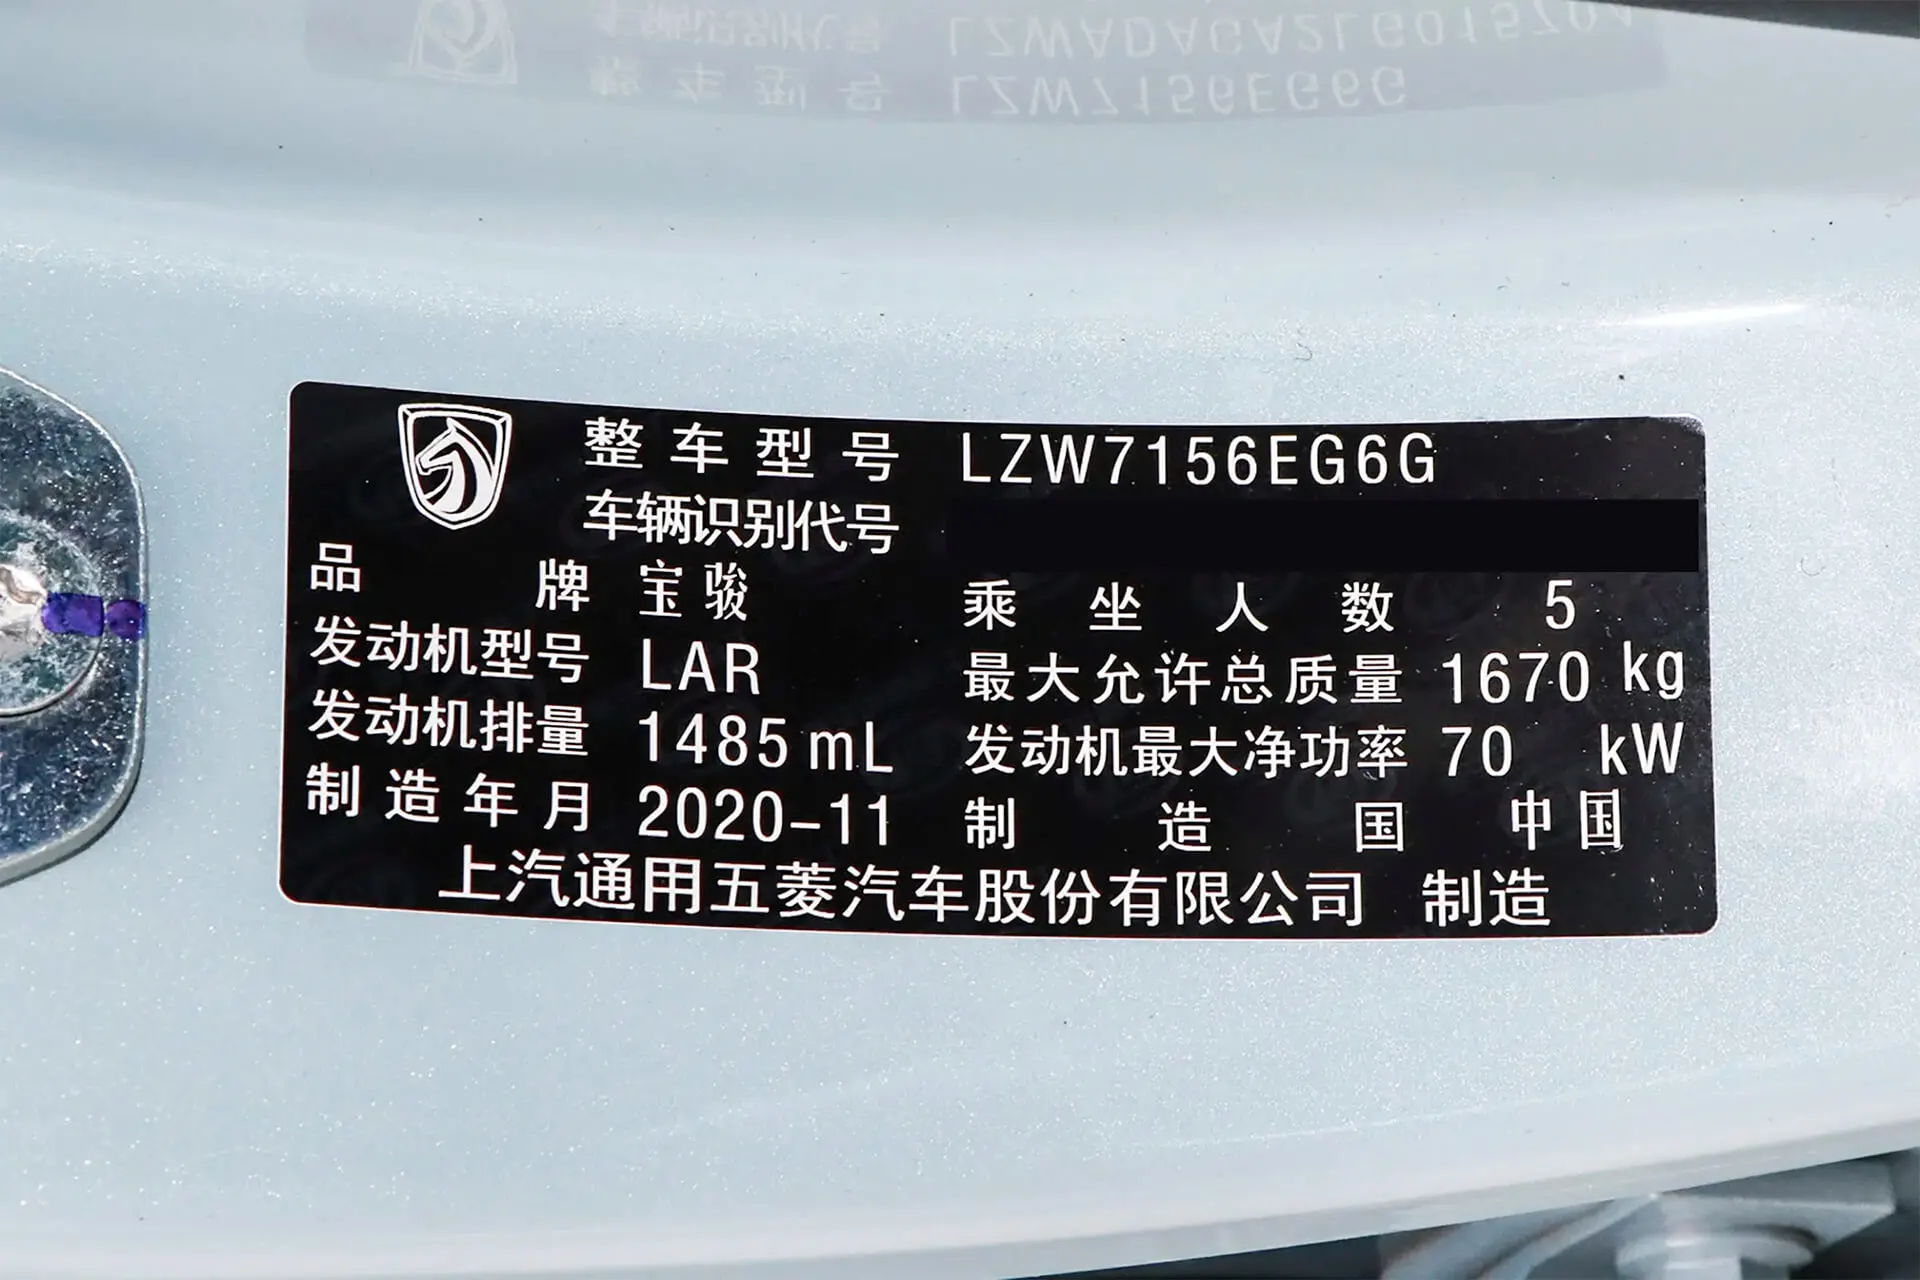 整车型号 LZW7156EG6G
车辆识别代号
品牌 宝骏 乘坐人数 5
发动机型号 LAR 最大允许总质量 1670 kg
发动机排量 1485 mL 发动机最大净功率 70 kW
制造年月 2020-11 制造国 中国
上汽通用五菱汽车股份有限公司 制造